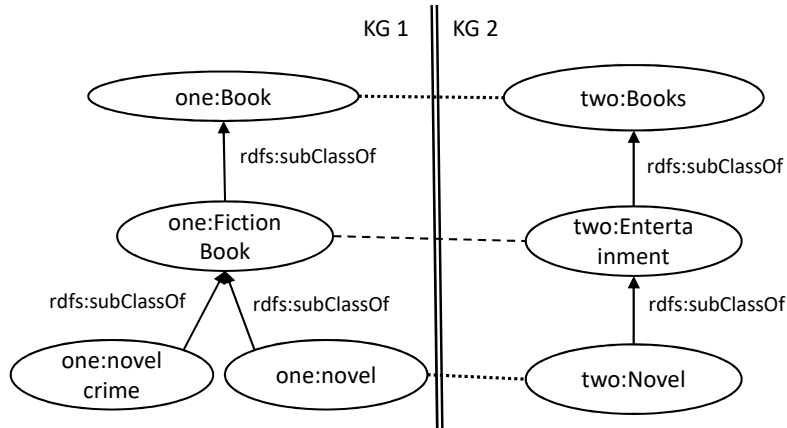 KG 1
KG 2
one:Book
two:Books
rdfs:subClassOf
rdfs:subClassOf
one:Fiction
Book
two:Enterta
inment
rdfs:subClassOf
rdfs:subClassOf
rdfs:subClassOf
one:novel
crime
one:novel
two:Novel